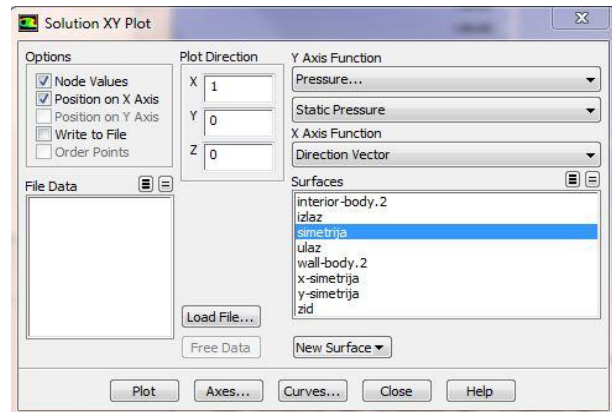 Solution XY Plot
Options
Node Values
Position on X Axis
Position on Y Axis
Write to File
Order Points
Plot Direction
X 1
Y 0
Z 0
Y Axis Function
Pressure...
Static Pressure
X Axis Function
Direction Vector
File Data
Surfaces
interior-body.2
izlaz
simetrija
ulaz
wall-body.2
x-simetrija
y-simetrija
zid
Load File...
Free Data
New Surface
Plot Axes... Curves... Close Help